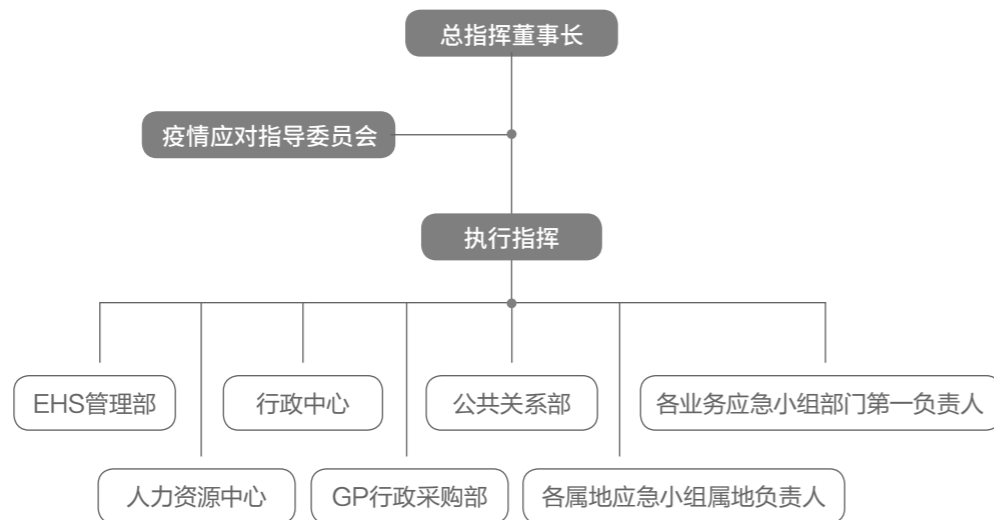 总指挥董事长
疫情应对指导委员会
执行指挥
EHS管理部
行政中心
公共关系部
各业务应急小组部门第一负责人
人力资源中心
GP行政采购部
各属地应急小组属地负责人